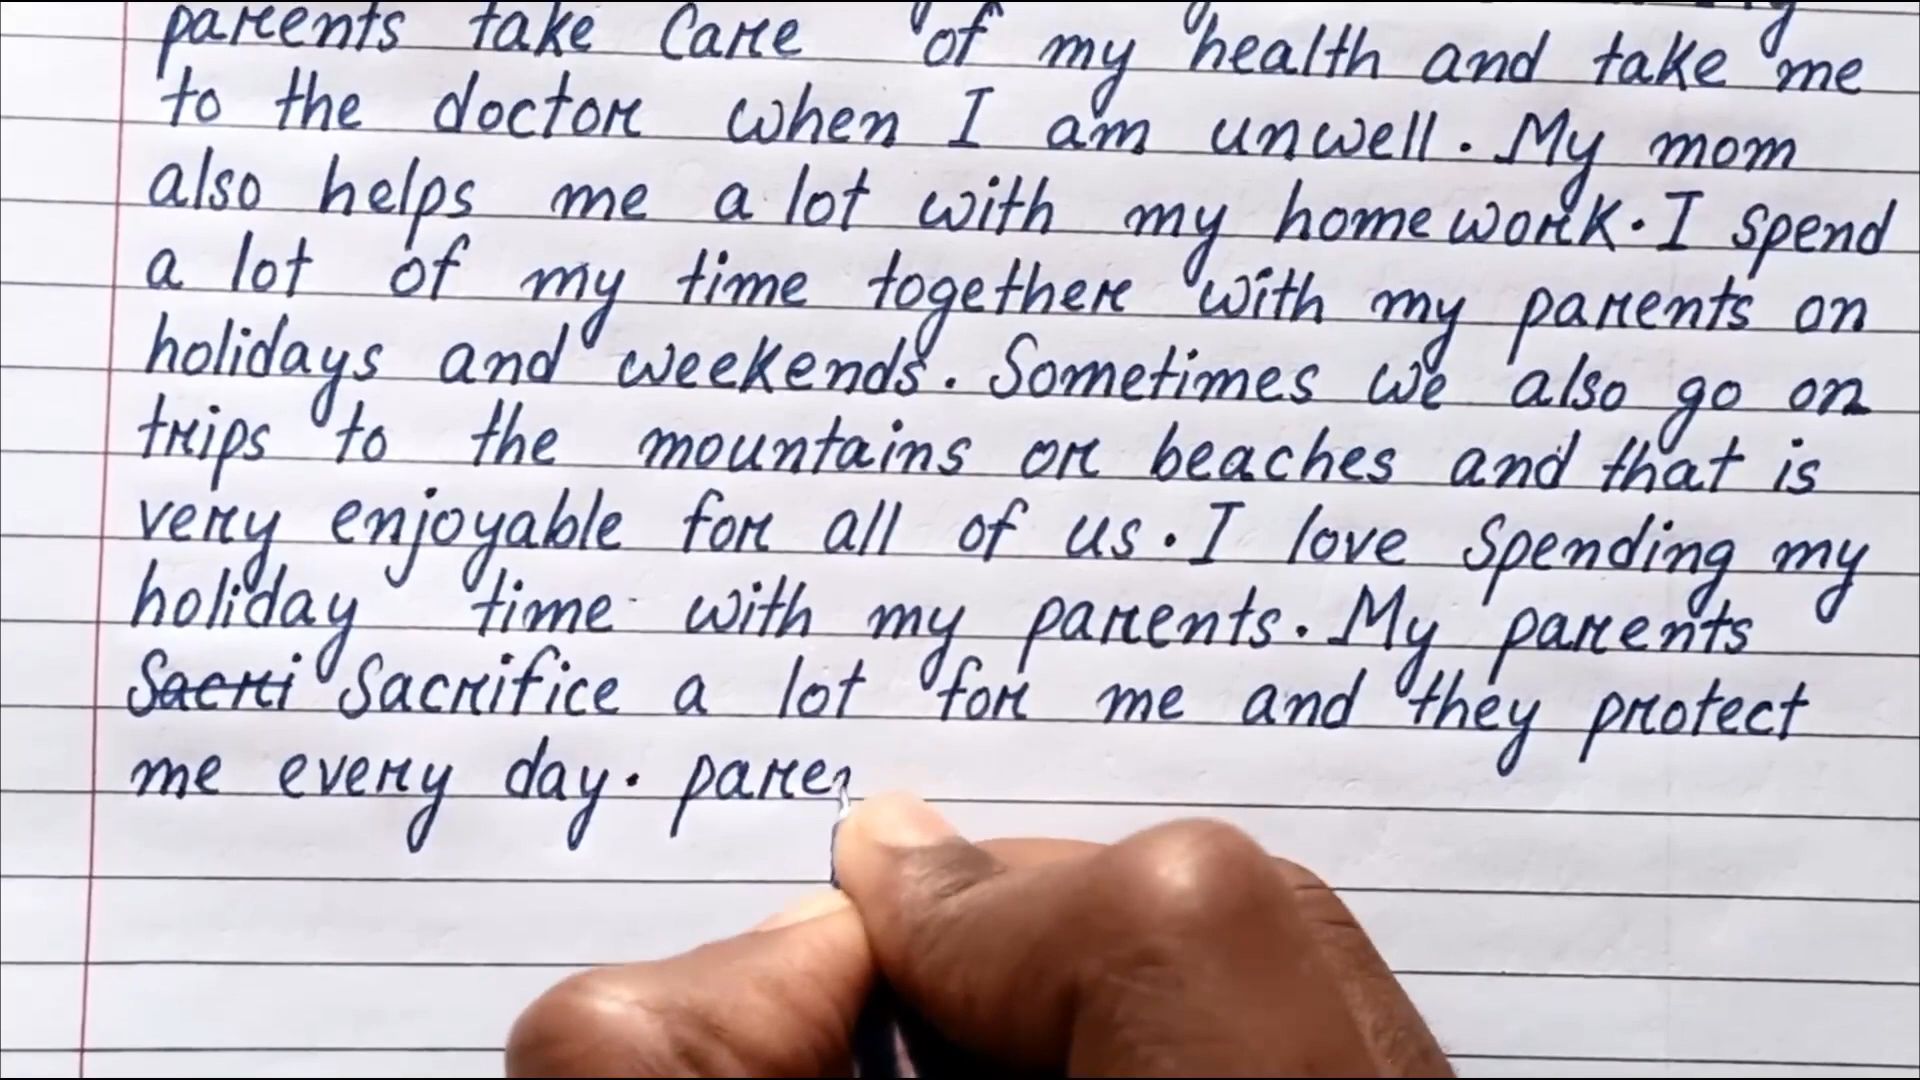 parents take Care of my health and take me
to the doctor when I am unwell. My mom
also helps me a lot with my homework. I spend
a lot of my time together with my parents on
holidays and weekends. Sometimes we also go on
trips to the mountains or beaches and that is
very enjoyable for all of us. I love spending my
holiday time with my parents. My parents
Sacri Sacrifice a lot for me and they protect
me every day. paren